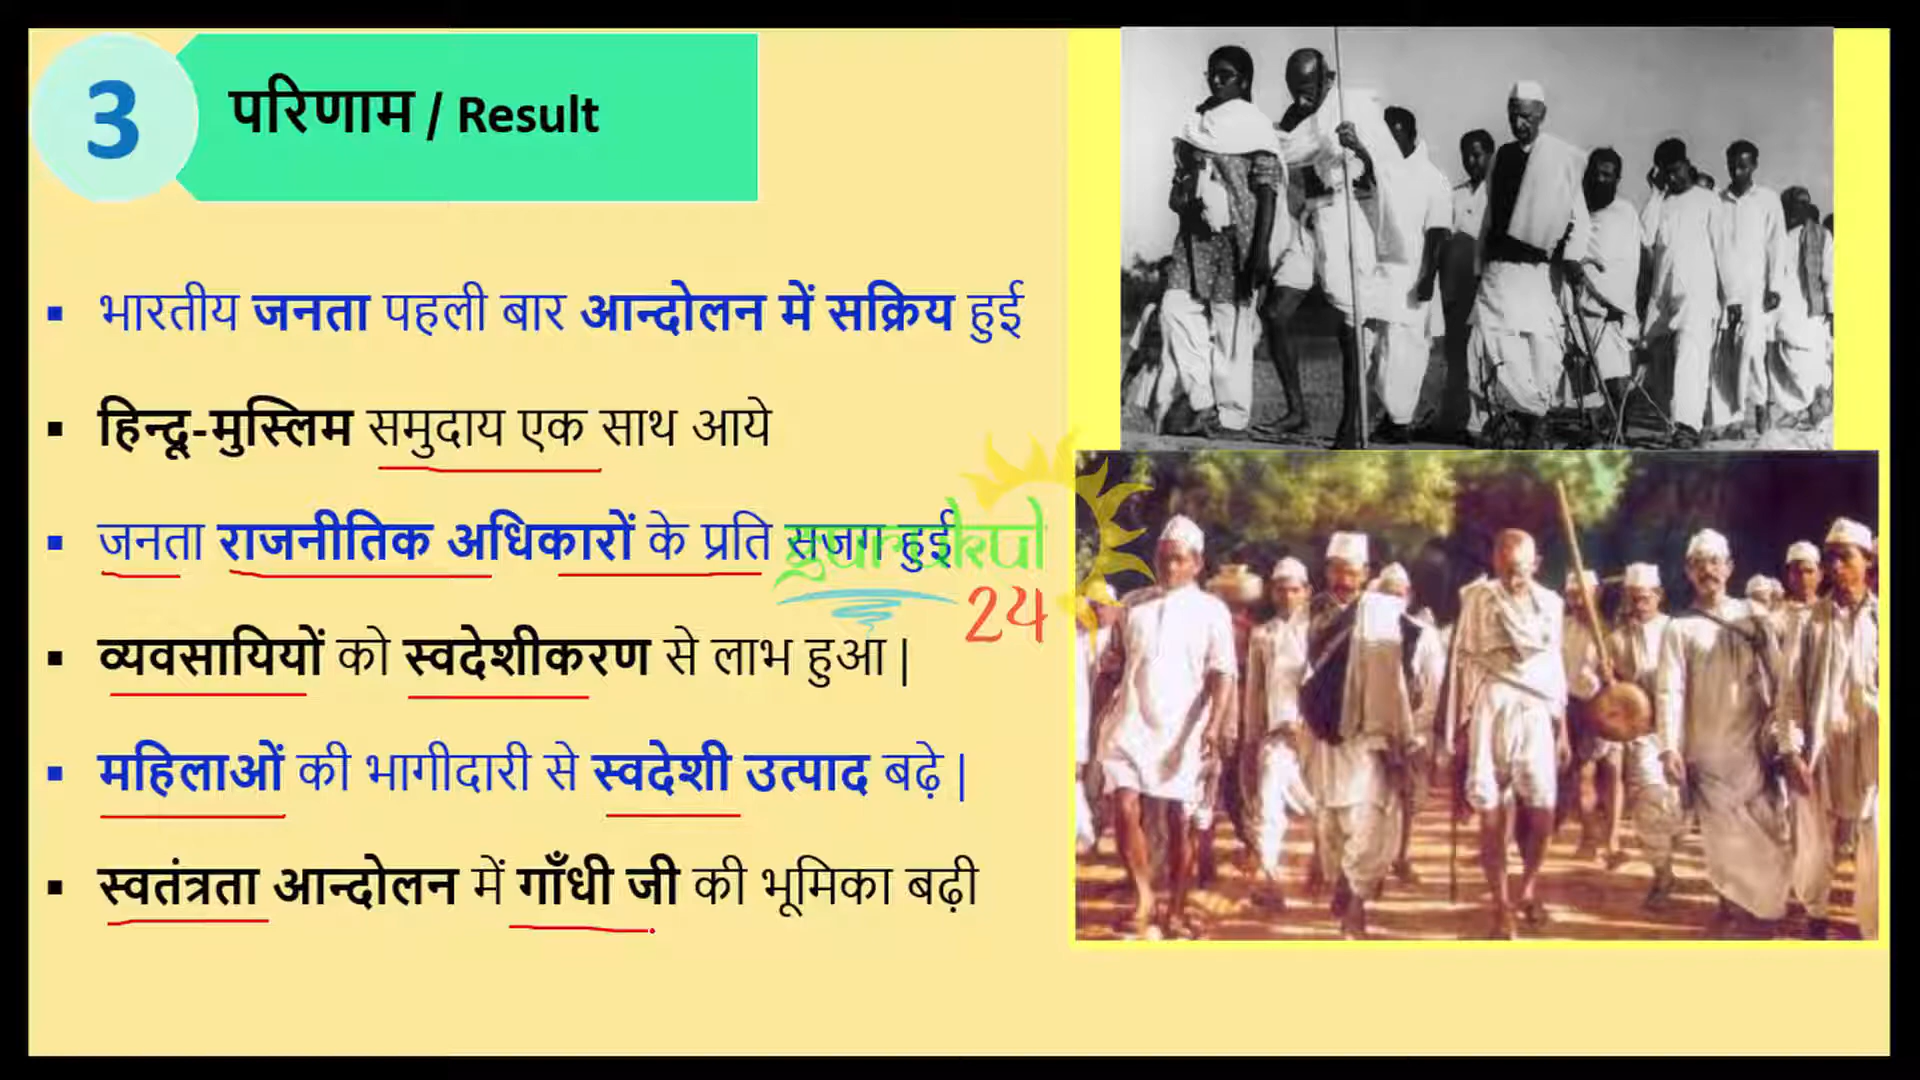 3
परिणाम / Result
▪ भारतीय जनता पहली बार आन्दोलन में सक्रिय हुई
▪ हिन्दू-मुस्लिम समुदाय एक साथ आये
▪ जनता राजनीतिक अधिकारों के प्रति सजग हुई
gurukul
24
▪ व्यवसायियों को स्वदेशीकरण से लाभ हुआ |
▪ महिलाओं की भागीदारी से स्वदेशी उत्पाद बढ़े |
▪ स्वतंत्रता आन्दोलन में गाँधी जी की भूमिका बढ़ी